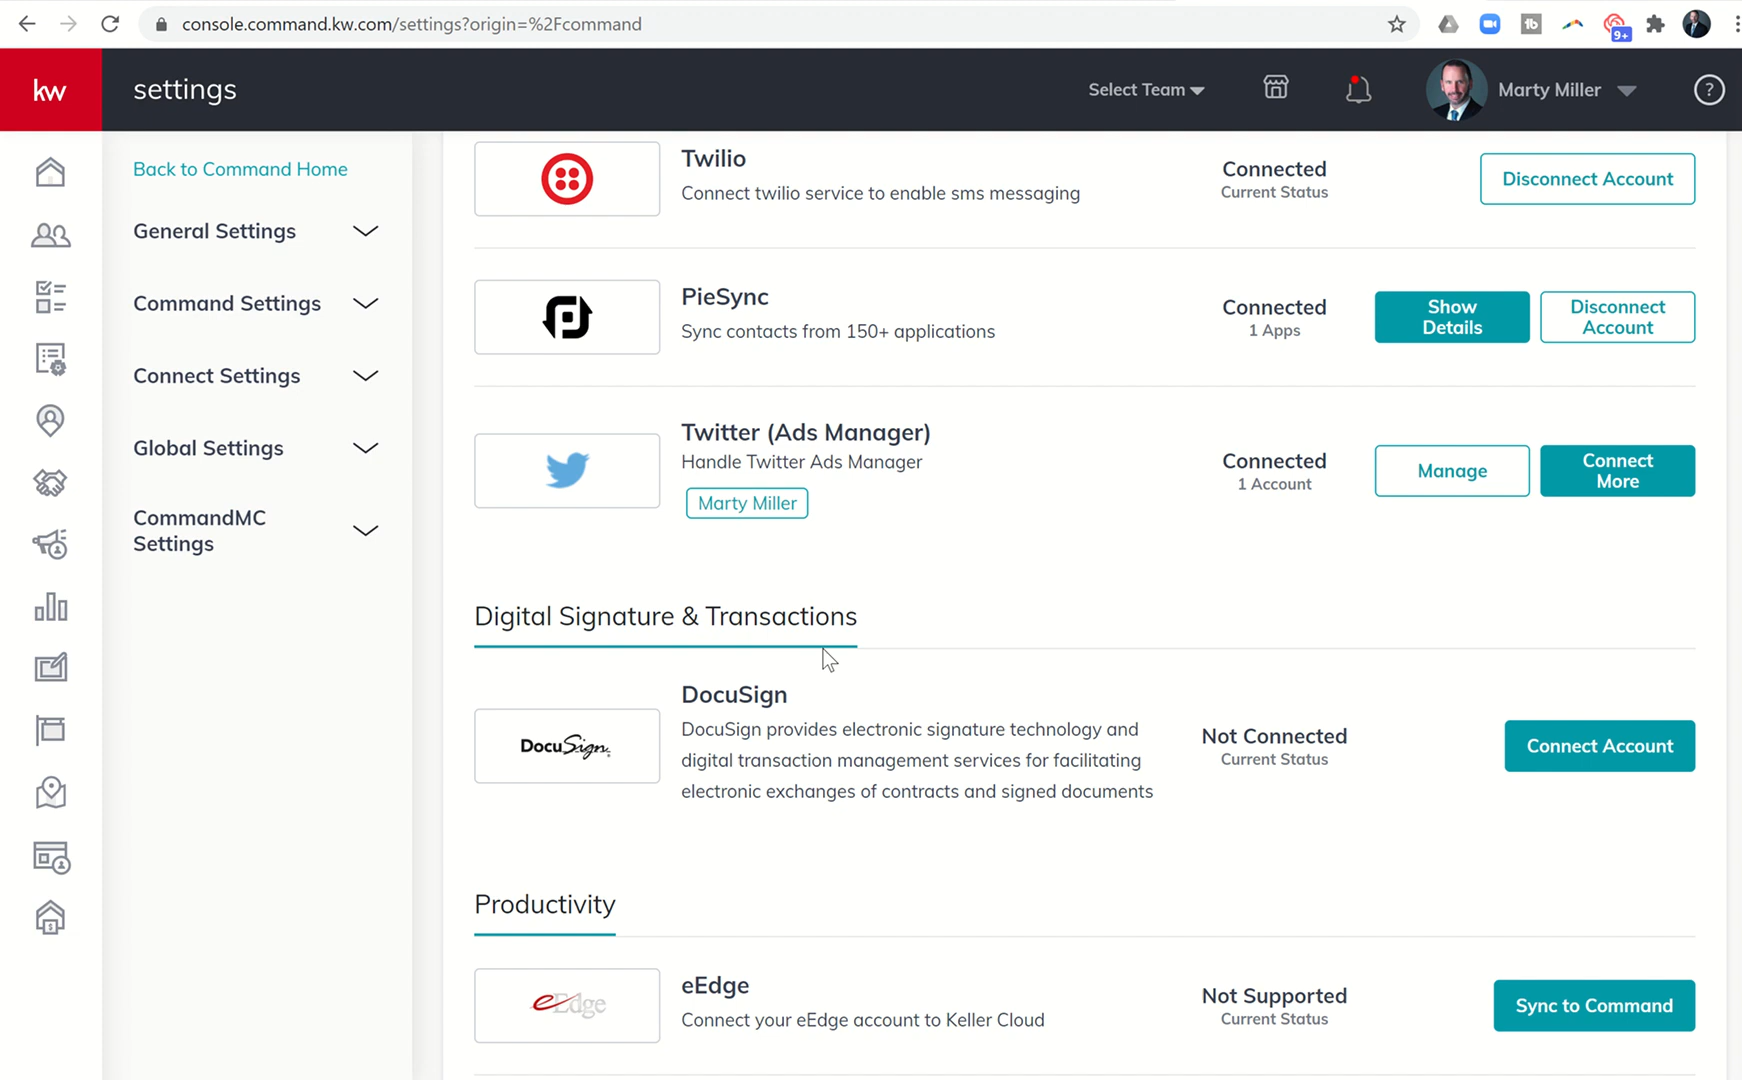 console.command.kw.com/settings?origin=%2Fcommand
9+
kw
settings
Select Team
Marty Miller
?
Back to Command Home
General Settings
Command Settings
Connect Settings
Global Settings
CommandMC
Settings
Twilio
Connect twilio service to enable sms messaging
Connected
Current Status
Disconnect Account
PieSync
Sync contacts from 150+ applications
Connected
1 Apps
Show
Details
Disconnect
Account
Twitter (Ads Manager)
Handle Twitter Ads Manager
Marty Miller
Connected
1 Account
Manage
Connect
More
Digital Signature & Transactions
DocuSign
DocuSign
DocuSign provides electronic signature technology and
digital transaction management services for facilitating
electronic exchanges of contracts and signed documents
Not Connected
Current Status
Connect Account
Productivity
eEdge
eEdge
Connect your eEdge account to Keller Cloud
Not Supported
Current Status
Sync to Command